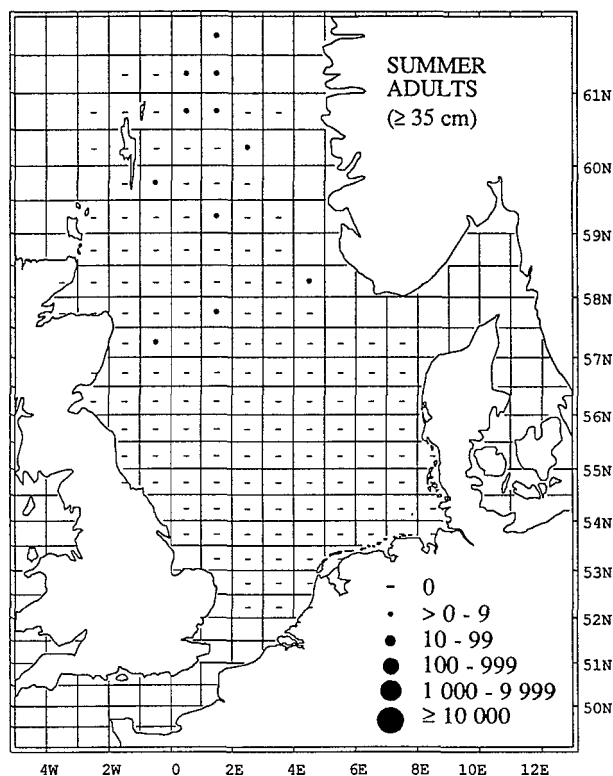 SUMMER
ADULTS
(≥ 35 cm)
61N
60N
59N
58N
57N
56N
55N
54N
53N
52N
51N
50N
- 0
• > 0 - 9
● 10 - 99
● 100 - 999
● 1 000 - 9 999
● ≥ 10 000
4W 2W 0 2E 4E 6E 8E 10E 12E